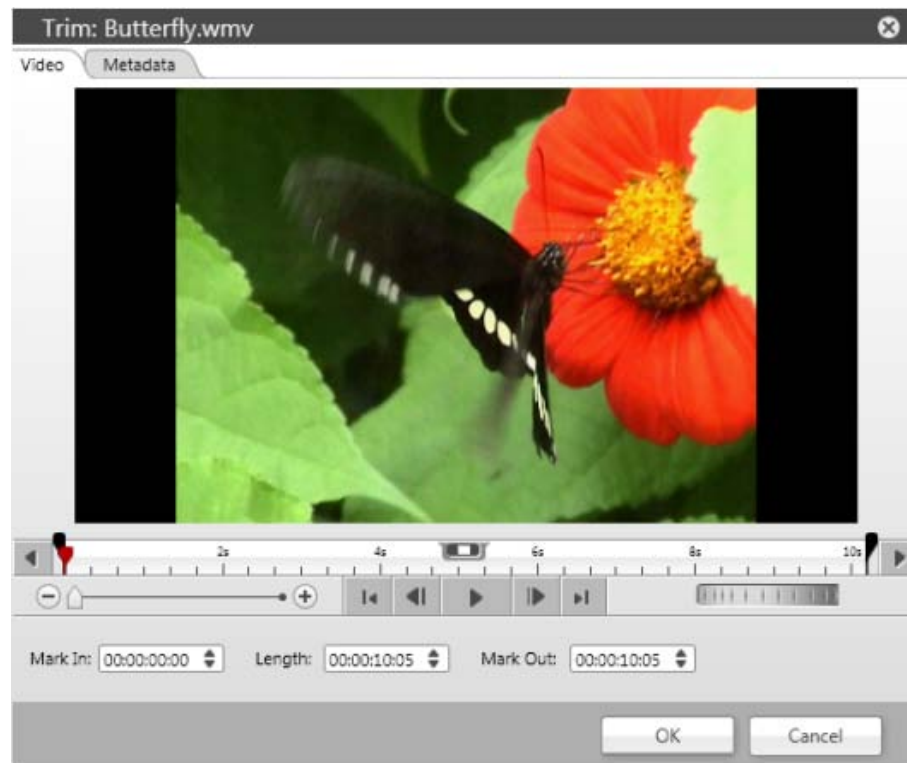 Trim: Butterfly.wmv
Video Metadata
2s 4s 6s 8s 10s
Mark In: 00:00:00:00 Length: 00:00:10:05 Mark Out: 00:00:10:05
OK Cancel